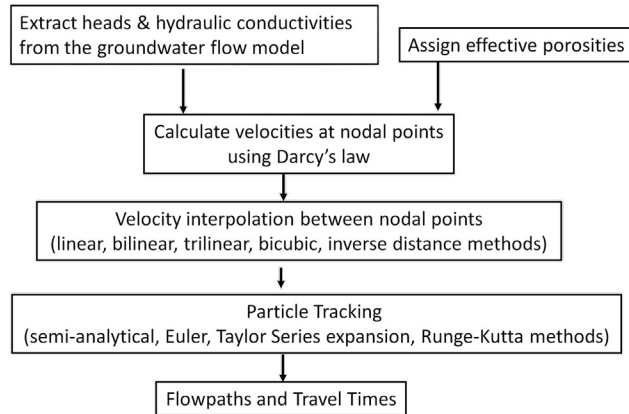 Extract heads & hydraulic conductivities
from the groundwater flow model
Assign effective porosities
Calculate velocities at nodal points
using Darcy's law
Velocity interpolation between nodal points
(linear, bilinear, trilinear, bicubic, inverse distance methods)
Particle Tracking
(semi-analytical, Euler, Taylor Series expansion, Runge-Kutta methods)
Flowpaths and Travel Times